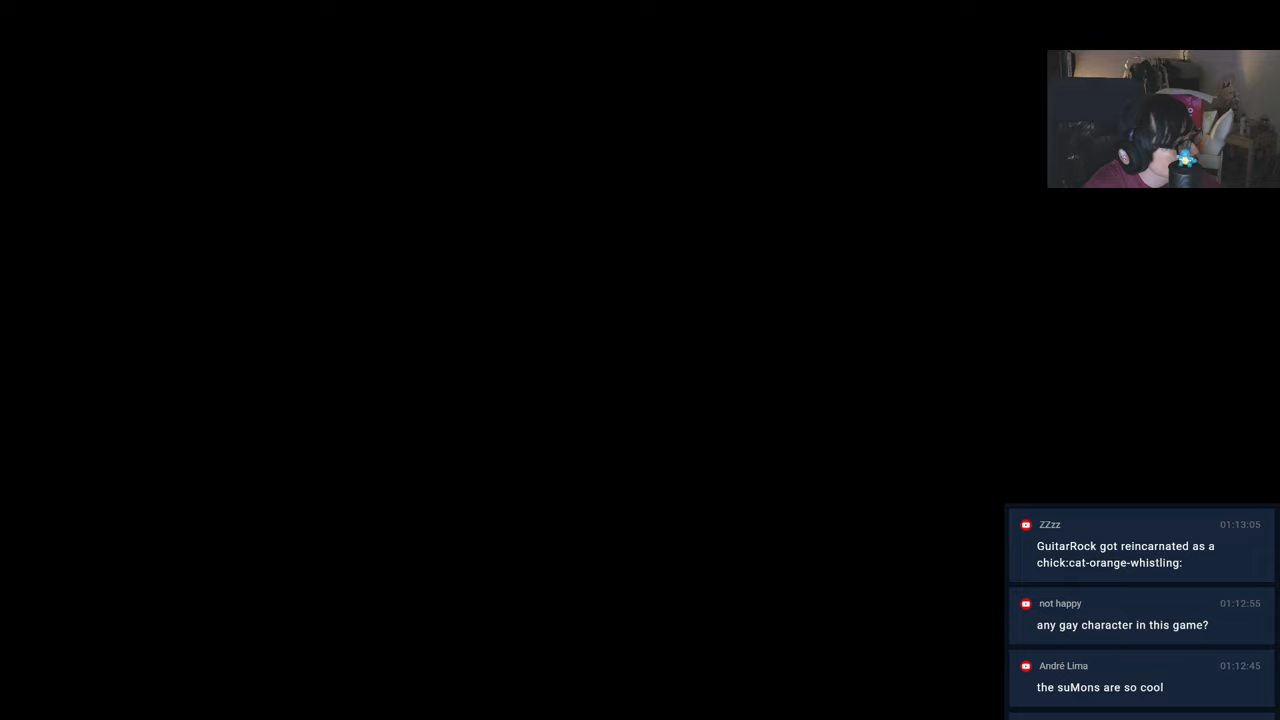 ZZzz 01:13:05
GuitarRock got reincarnated as a
chick:cat-orange-whistling:
not happy 01:12:55
any gay character in this game?
André Lima 01:12:45
the suMons are so cool